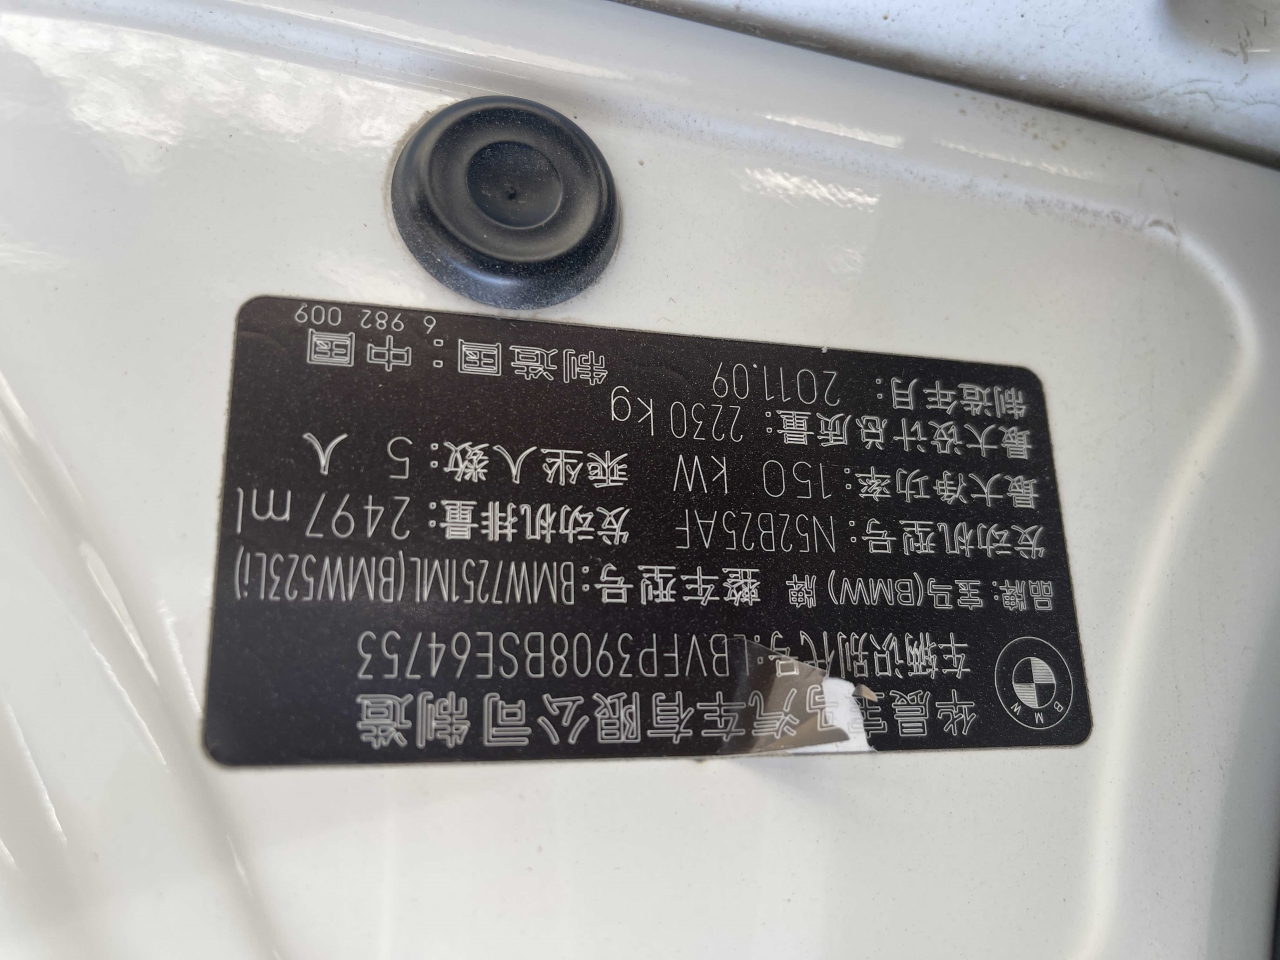 华晨宝马汽车有限公司 制造
车辆识别代号:LBVFP3908BSE64753
品牌: 宝马(BMW) 牌 整车型号:BMW7251ML(BMW523Li)
发动机型号: N52B25AF 发动机排量: 2497 ml
最大净功率: 150 kW 乘坐人数: 5 人
最大设计总质量: 2230 kg
制造年月: 2011.09 制造国: 中国
6 982 009
BMW